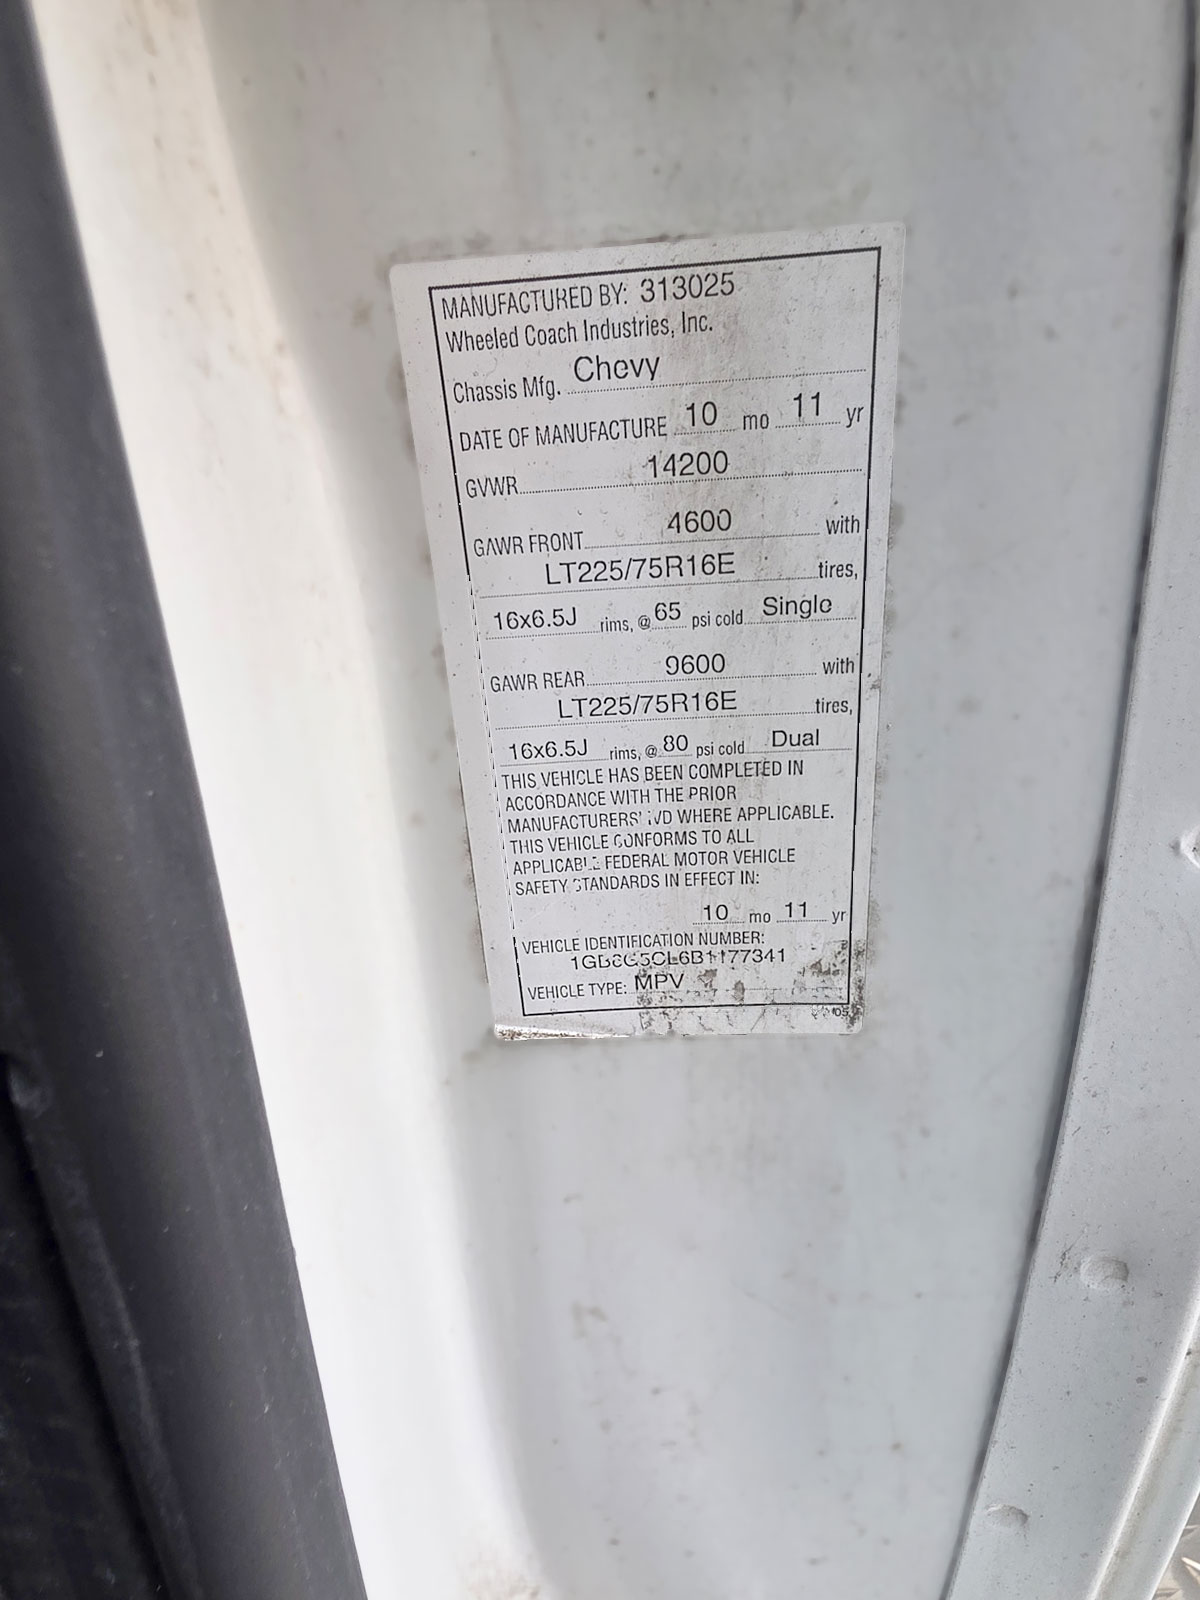 MANUFACTURED BY: 313025
Wheeled Coach Industries, Inc.
Chassis Mfg. Chevy
DATE OF MANUFACTURE 10 mo 11 yr
GVWR 14200
GAWR FRONT 4600 with
LT225/75R16E tires,
16x6.5J rims, @ 65 psi cold Single
GAWR REAR 9600 with
LT225/75R16E tires,
16x6.5J rims, @ 80 psi cold Dual
THIS VEHICLE HAS BEEN COMPLETED IN
ACCORDANCE WITH THE PRIOR
MANUFACTURERS' IVD WHERE APPLICABLE.
THIS VEHICLE CONFORMS TO ALL
APPLICABLE FEDERAL MOTOR VEHICLE
SAFETY STANDARDS IN EFFECT IN:
10 mo 11 yr
VEHICLE IDENTIFICATION NUMBER:
VEHICLE TYPE: MPV